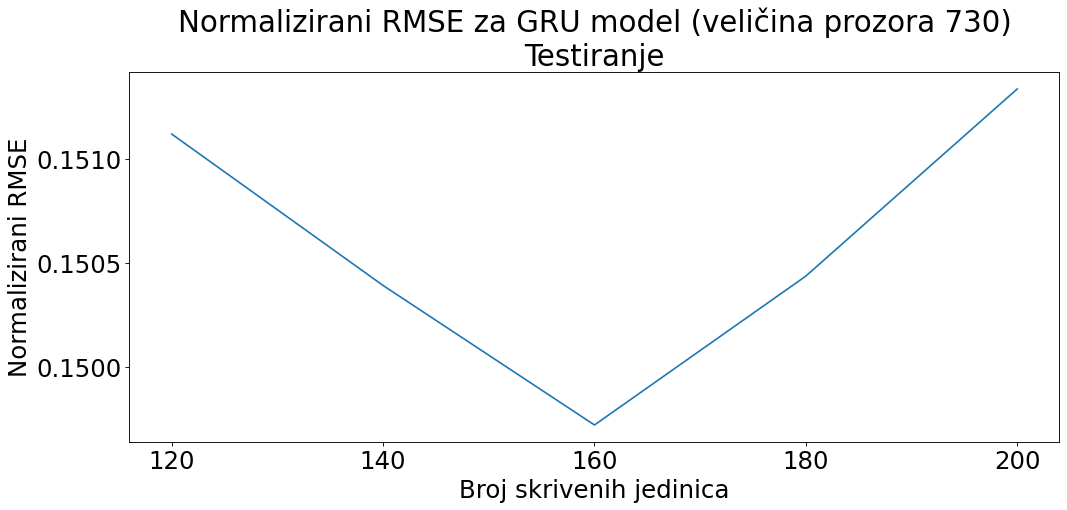 Normalizirani RMSE za GRU model (veličina prozora 730)
Testiranje
Normalizirani RMSE
0.1510
0.1505
0.1500
120 140 160 180 200
Broj skrivenih jedinica